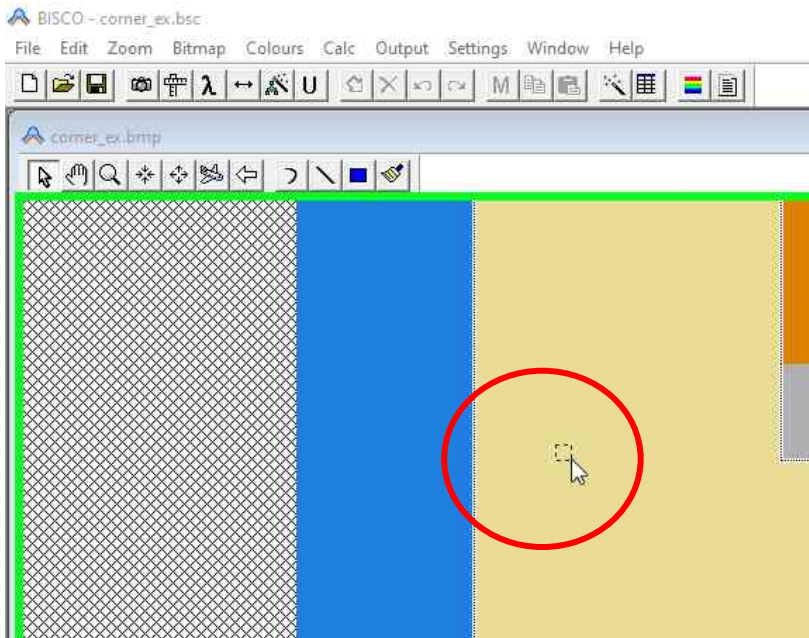 BISCO - corner_ex.bsc
File Edit Zoom Bitmap Colours Calc Output Settings Window Help
λ U M
corner_ex.bmp